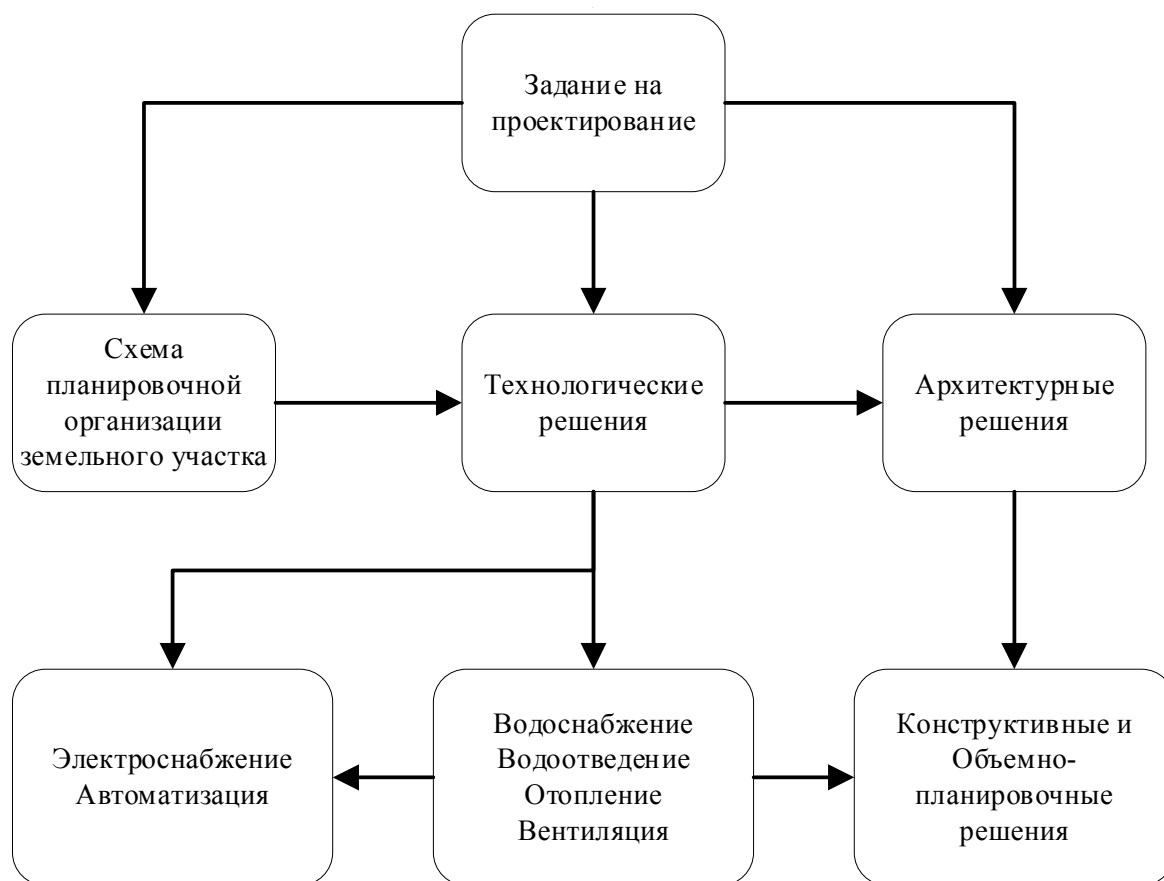 Задание на
проектирование
Схема
планировочной
организации
земельного участка
Технологические
решения
Архитектурные
решения
Электроснабжение
Автоматизация
Водоснабжение
Водоотведение
Отопление
Вентиляция
Конструктивные и
Объемно-
планировочные
решения